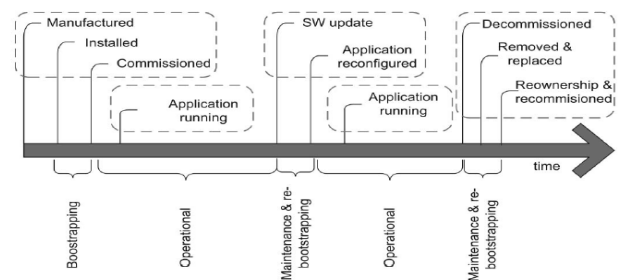 Manufactured
Installed
Commissioned
Application
running
SW update
Application
reconfigured
Application
running
Decommissioned
Removed &
replaced
Reownership &
recommisioned
time
Boostrapping
Operational
Maintenance & re-
bootstrapping
Operational
Maintenance & re-
bootstrapping